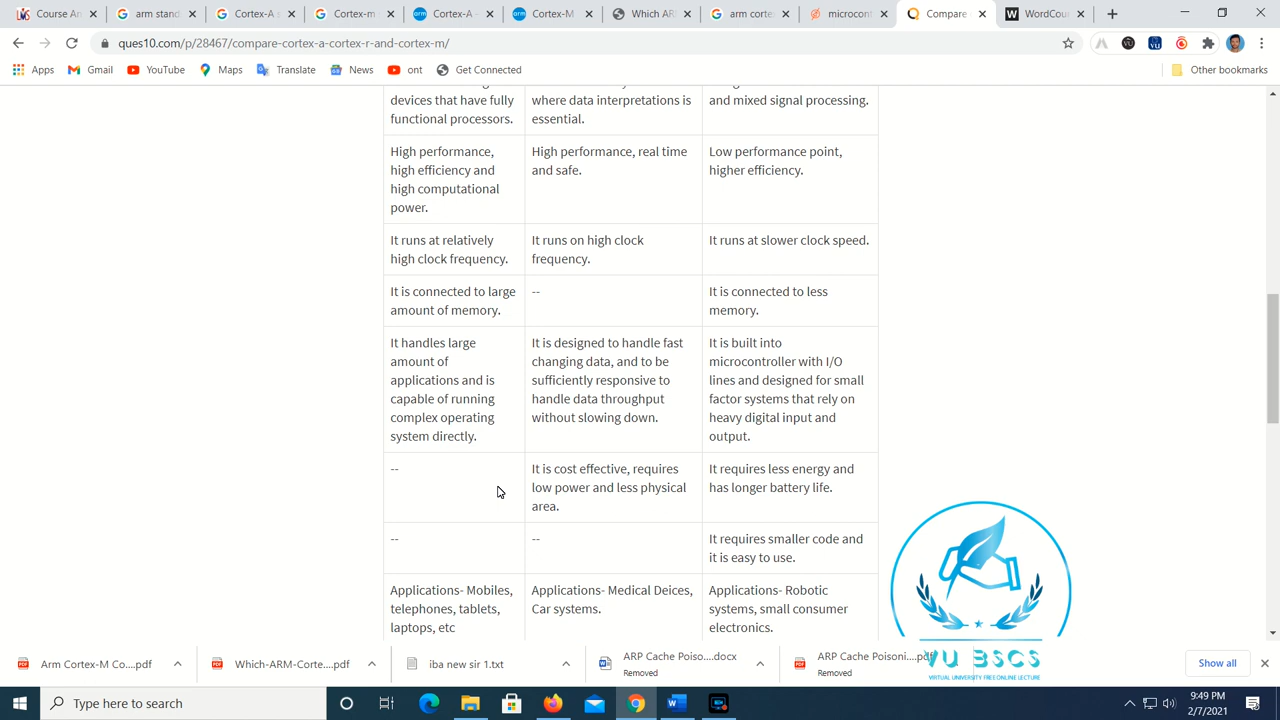 Course
arm stand
Cortex-A s
Cortex-m
Cortex-A -
Cortex-M
Which AR
arm cortex
microcont
Compare
WordCou
ques10.com/p/28467/compare-cortex-a-cortex-r-and-cortex-m/
Apps
Gmail
YouTube
Maps
Translate
News
ont
Get Connected
Other bookmarks
devices that have fully
functional processors.
where data interpretations is
essential.
and mixed signal processing.
High performance,
high efficiency and
high computational
power.
High performance, real time
and safe.
Low performance point,
higher efficiency.
It runs at relatively
high clock frequency.
It runs on high clock
frequency.
It runs at slower clock speed.
It is connected to large
amount of memory.
--
It is connected to less
memory.
It handles large
amount of
applications and is
capable of running
complex operating
system directly.
It is designed to handle fast
changing data, and to be
sufficiently responsive to
handle data throughput
without slowing down.
It is built into
microcontroller with I/O
lines and designed for small
factor systems that rely on
heavy digital input and
output.
--
It is cost effective, requires
low power and less physical
area.
It requires less energy and
has longer battery life.
--
--
It requires smaller code and
it is easy to use.
Applications- Mobiles,
telephones, tablets,
laptops, etc
Applications- Medical Deices,
Car systems.
Applications- Robotic
systems, small consumer
electronics.
VU BSCS
VIRTUAL UNIVERSITY FREE ONLINE LECTURE
Arm Cortex-M Co....pdf
Which-ARM-Corte....pdf
iba new sir 1.txt
ARP Cache Poiso....docx
Removed
ARP Cache Poisoni....pdf
Removed
Show all
Type here to search
9:49 PM
2/7/2021